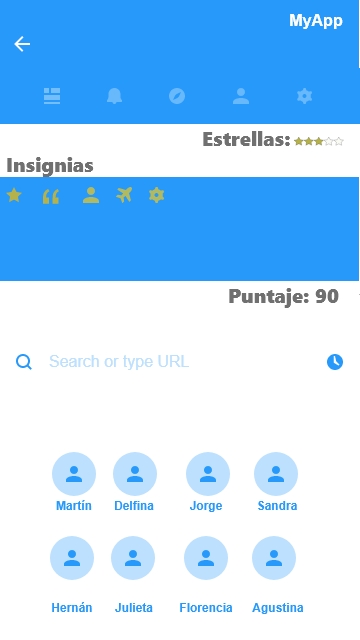 MyApp
Estrellas:
Insignias
Puntaje: 90
Search or type URL
Martín Delfina Jorge Sandra
Hernán Julieta Florencia Agustina